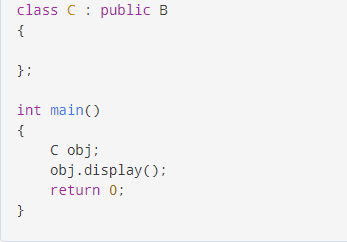 class C : public B
{
};
int main()
{
    C obj;
    obj.display();
    return 0;
}